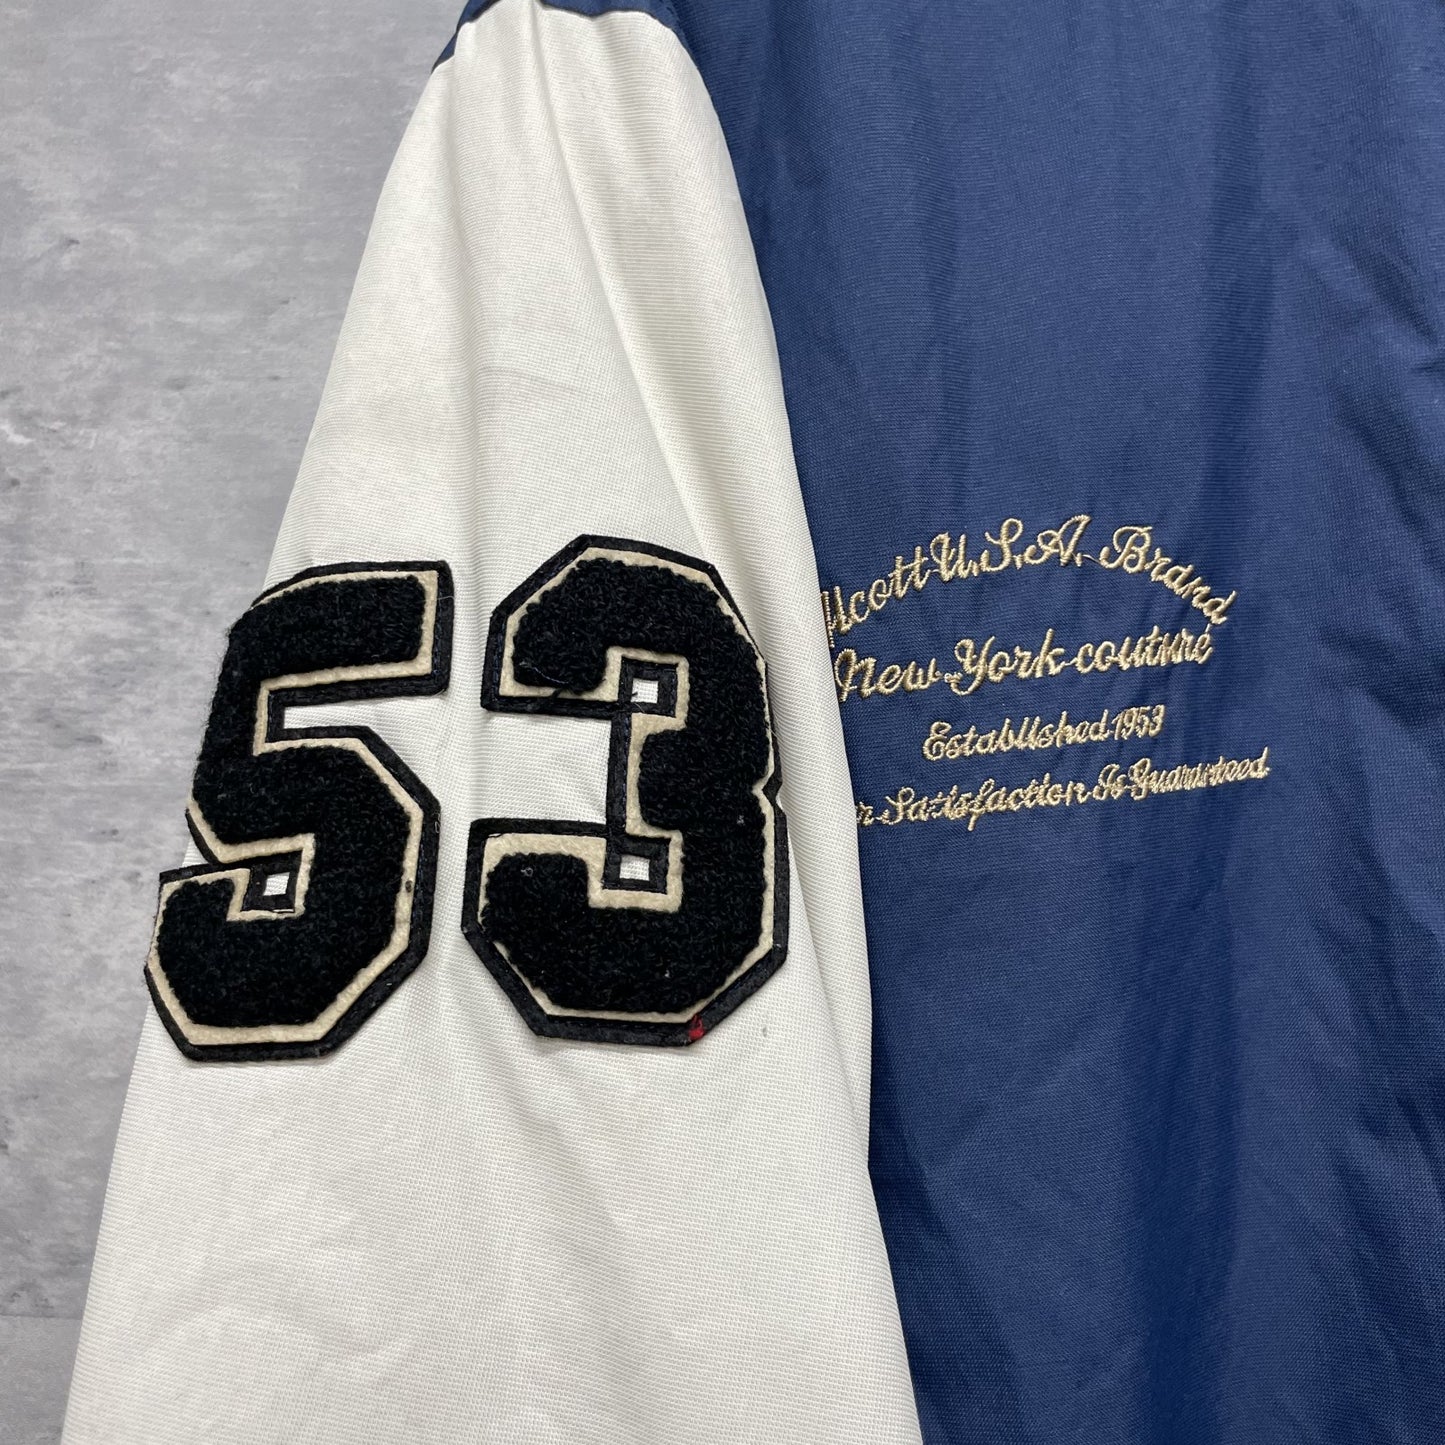 53
U.S.A. Brand
New York couture
Established 1953
Satisfaction Is Guaranteed